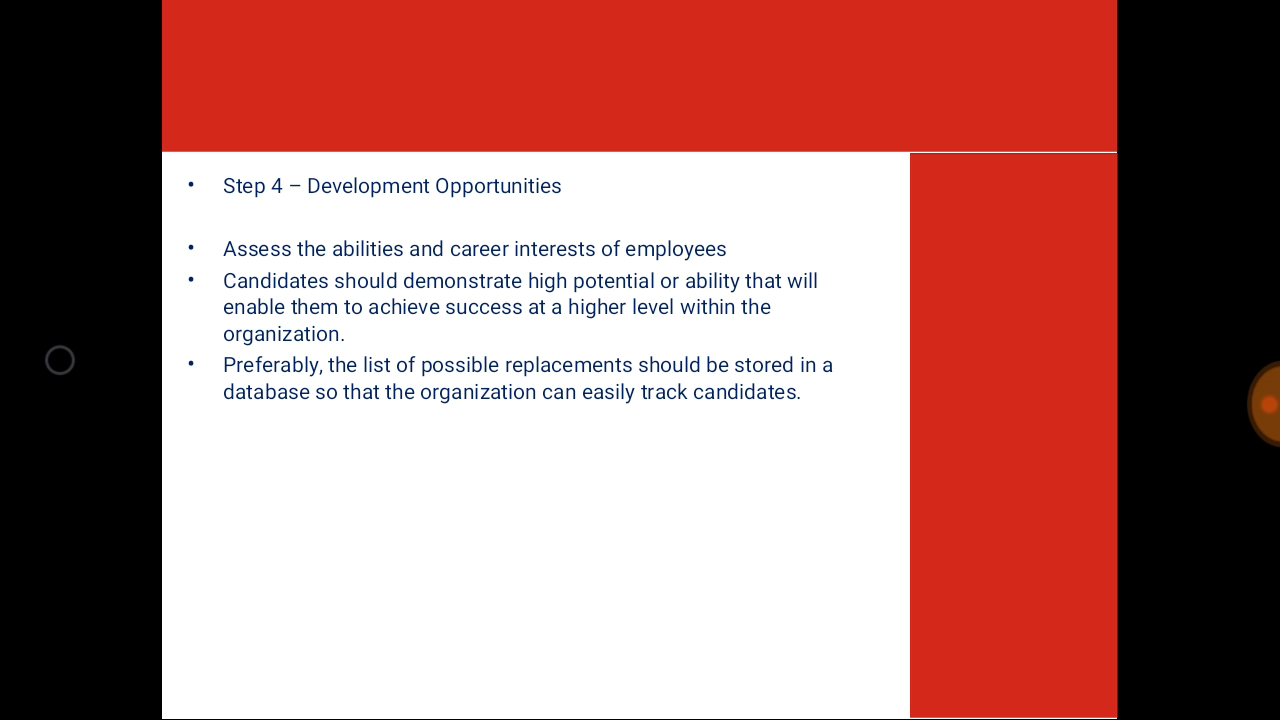 • Step 4 – Development Opportunities
• Assess the abilities and career interests of employees
• Candidates should demonstrate high potential or ability that will
enable them to achieve success at a higher level within the
organization.
• Preferably, the list of possible replacements should be stored in a
database so that the organization can easily track candidates.